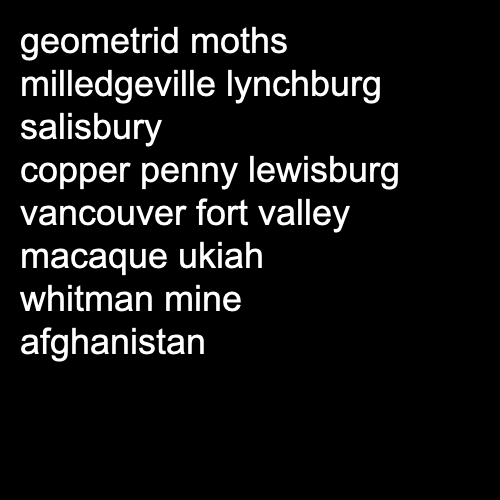 geometrid moths
milledgeville lynchburg
salisbury
copper penny lewisburg
vancouver fort valley
macaque ukiah
whitman mine
afghanistan